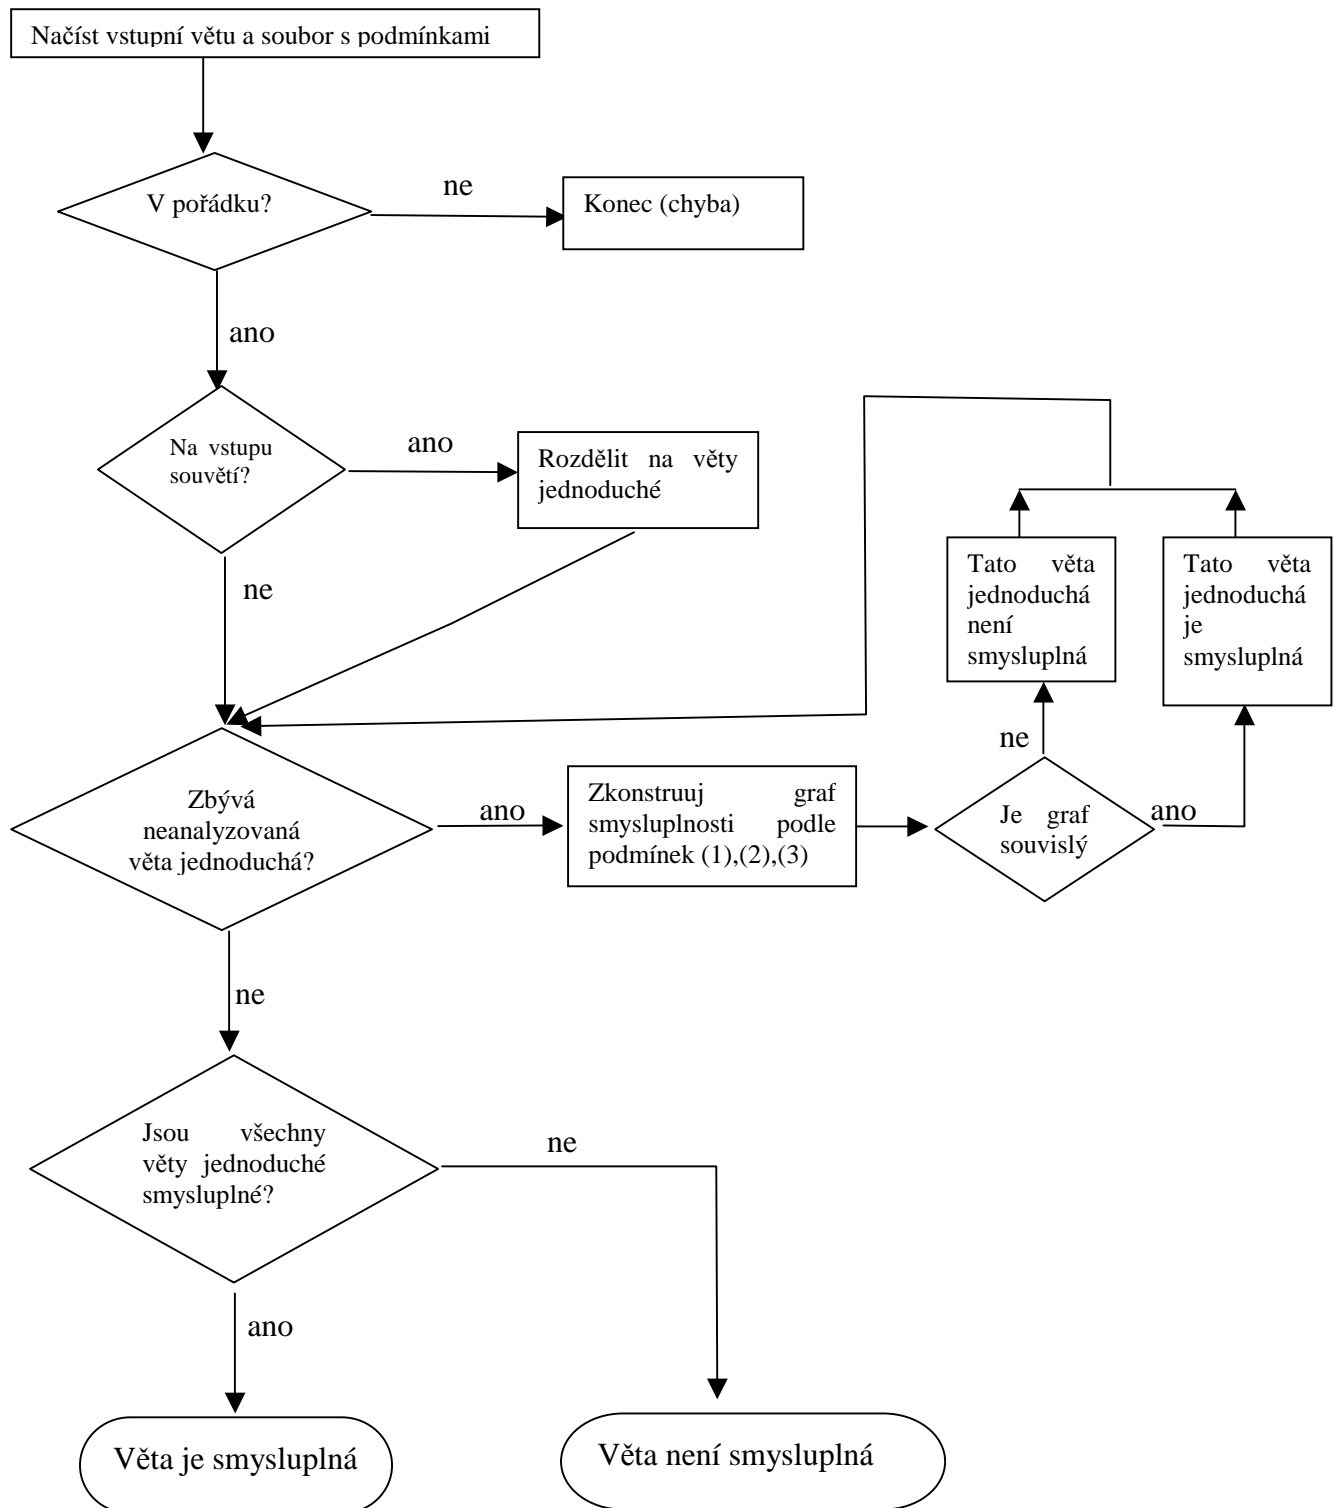 Načíst vstupní větu a soubor s podmínkami
V pořádku?
ne
Konec (chyba)
ano
Na vstupu
souvětí?
ano
Rozdělit na věty
jednoduché
ne
Tato věta
jednoduchá
není
smysluplná
Tato věta
jednoduchá
je
smysluplná
Zbývá
neanalyzovaná
věta jednoduchá?
ano
Zkonstruuj graf
smysluplnosti podle
podmínek (1),(2),(3)
Je graf
souvislý
ne
ano
ne
Jsou všechny
věty jednoduché
smysluplné?
ne
ano
Věta je smysluplná
Věta není smysluplná